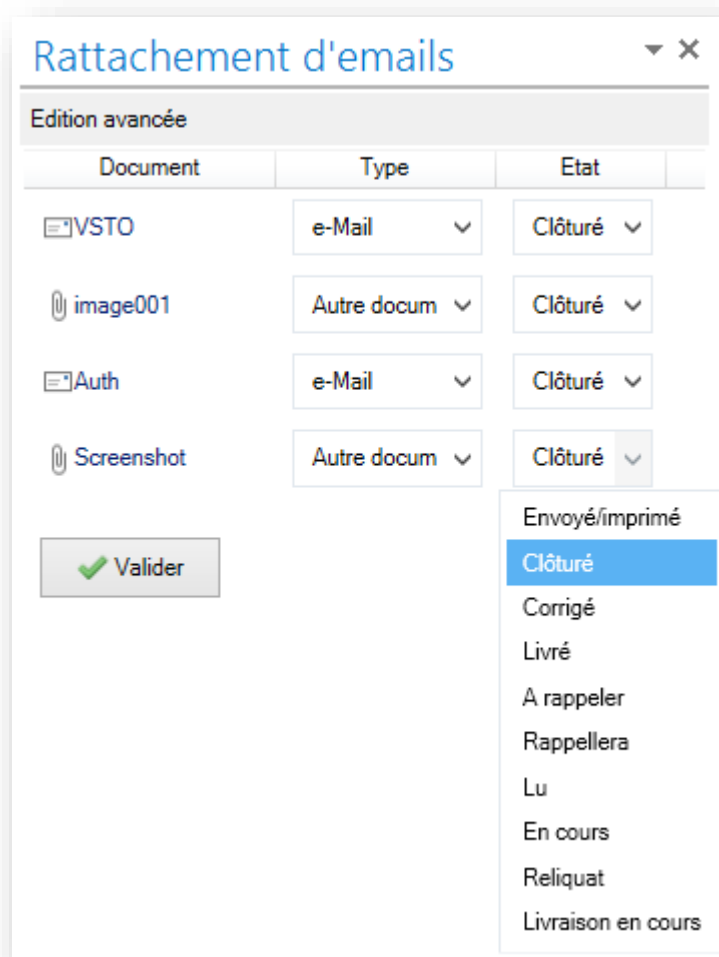 Rattachement d'emails
Edition avancée
Document Type Etat
VSTO e-Mail Clôturé
image001 Autre docum Clôturé
Auth e-Mail Clôturé
Screenshot Autre docum Clôturé
Envoyé/imprimé
Valider Clôturé
Corrigé
Livré
A rappeler
Rappellera
Lu
En cours
Reliquat
Livraison en cours